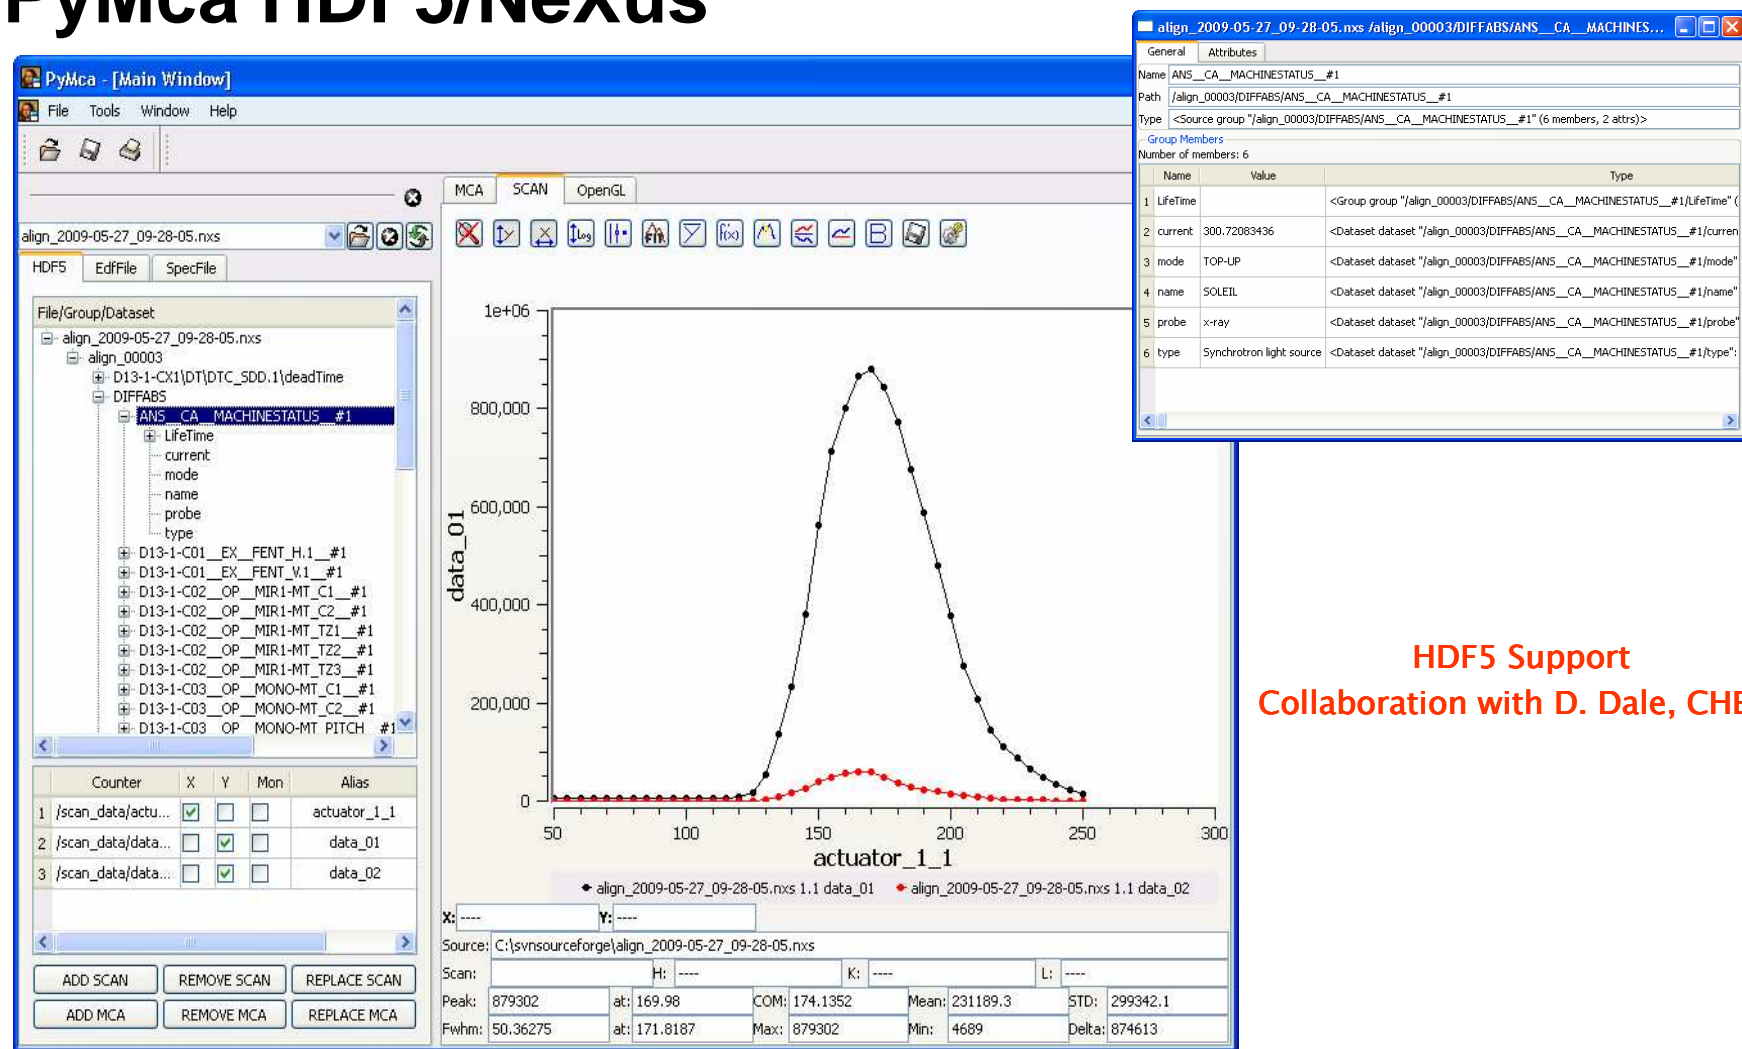 PyMca HDF5/NeXus
PyMca - [Main Window]
File Tools Window Help
align_2009-05-27_09-28-05.nxs
HDF5 EdfFile SpecFile
File/Group/Dataset
align_2009-05-27_09-28-05.nxs
align_00003
D13-1-CX1\DT\DTC_SDD.1\deadTime
DIFFABS
ANS__CA__MACHINESTATUS__#1
LifeTime
current
mode
name
probe
type
D13-1-C01__EX__FENT_H.1__#1
D13-1-C01__EX__FENT_V.1__#1
D13-1-C02__OP__MIR1-MT_C1__#1
D13-1-C02__OP__MIR1-MT_C2__#1
D13-1-C02__OP__MIR1-MT_TZ1__#1
D13-1-C02__OP__MIR1-MT_TZ2__#1
D13-1-C02__OP__MIR1-MT_TZ3__#1
D13-1-C03__OP__MONO-MT_C1__#1
D13-1-C03__OP__MONO-MT_C2__#1
D13-1-C03__OP__MONO-MT_PITCH__#1
Counter X Y Mon Alias
1 /scan_data/actu... actuator_1_1
2 /scan_data/data... data_01
3 /scan_data/data... data_02
ADD SCAN REMOVE SCAN REPLACE SCAN
ADD MCA REMOVE MCA REPLACE MCA
MCA SCAN OpenGL
Log
f(x)
B
1e+06
800,000
600,000
400,000
200,000
0
data_01
50 100 150 200 250 300
actuator_1_1
align_2009-05-27_09-28-05.nxs 1.1 data_01 align_2009-05-27_09-28-05.nxs 1.1 data_02
X: ---- Y: ----
Source: C:\svnsourceforge\align_2009-05-27_09-28-05.nxs
Scan: H: ---- K: ---- L: ----
Peak: 879302 at: 169.98 COM: 174.1352 Mean: 231189.3 STD: 299342.1
Fwhm: 50.36275 at: 171.8187 Max: 879302 Min: 4689 Delta: 874613
align_2009-05-27_09-28-05.nxs /align_00003/DIFFABS/ANS__CA__MACHINES...
General Attributes
Name ANS__CA__MACHINESTATUS__#1
Path /align_00003/DIFFABS/ANS__CA__MACHINESTATUS__#1
Type <Source group "/align_00003/DIFFABS/ANS__CA__MACHINESTATUS__#1" (6 members, 2 attrs)>
Group Members
Number of members: 6
Name Value Type
1 LifeTime <Group group "/align_00003/DIFFABS/ANS__CA__MACHINESTATUS__#1/LifeTime" (
2 current 300.72083436 <Dataset dataset "/align_00003/DIFFABS/ANS__CA__MACHINESTATUS__#1/curren
3 mode TOP-UP <Dataset dataset "/align_00003/DIFFABS/ANS__CA__MACHINESTATUS__#1/mode"
4 name SOLEIL <Dataset dataset "/align_00003/DIFFABS/ANS__CA__MACHINESTATUS__#1/name"
5 probe x-ray <Dataset dataset "/align_00003/DIFFABS/ANS__CA__MACHINESTATUS__#1/probe"
6 type Synchrotron light source <Dataset dataset "/align_00003/DIFFABS/ANS__CA__MACHINESTATUS__#1/type":
HDF5 Support
Collaboration with D. Dale, CHE